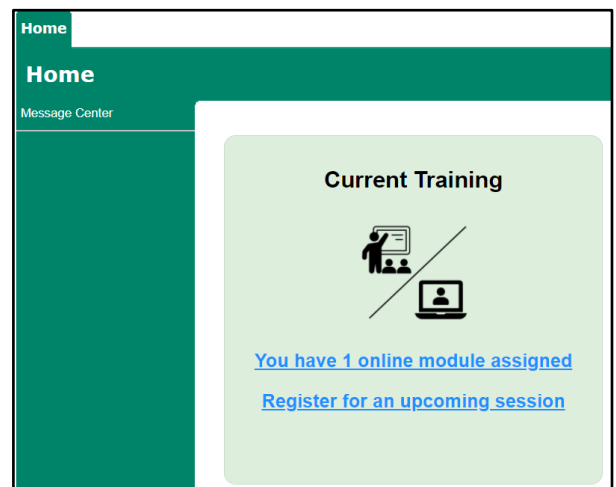 Home
Home
Message Center
Current Training
You have 1 online module assigned
Register for an upcoming session